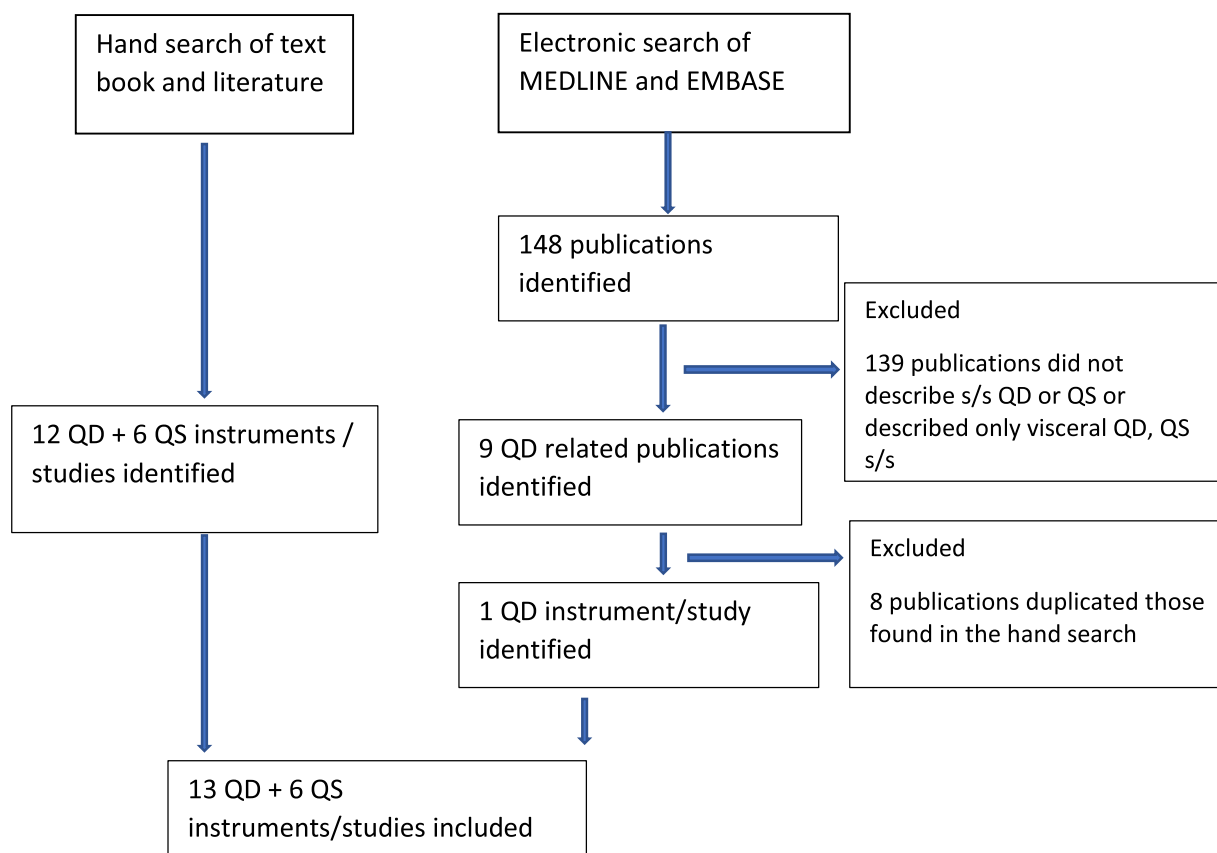 Hand search of text
book and literature
Electronic search of
MEDLINE and EMBASE
148 publications
identified
Excluded
139 publications did not
describe s/s QD or QS or
described only visceral QD, QS
s/s
12 QD + 6 QS instruments /
studies identified
9 QD related publications
identified
Excluded
8 publications duplicated those
found in the hand search
1 QD instrument/study
identified
13 QD + 6 QS
instruments/studies included